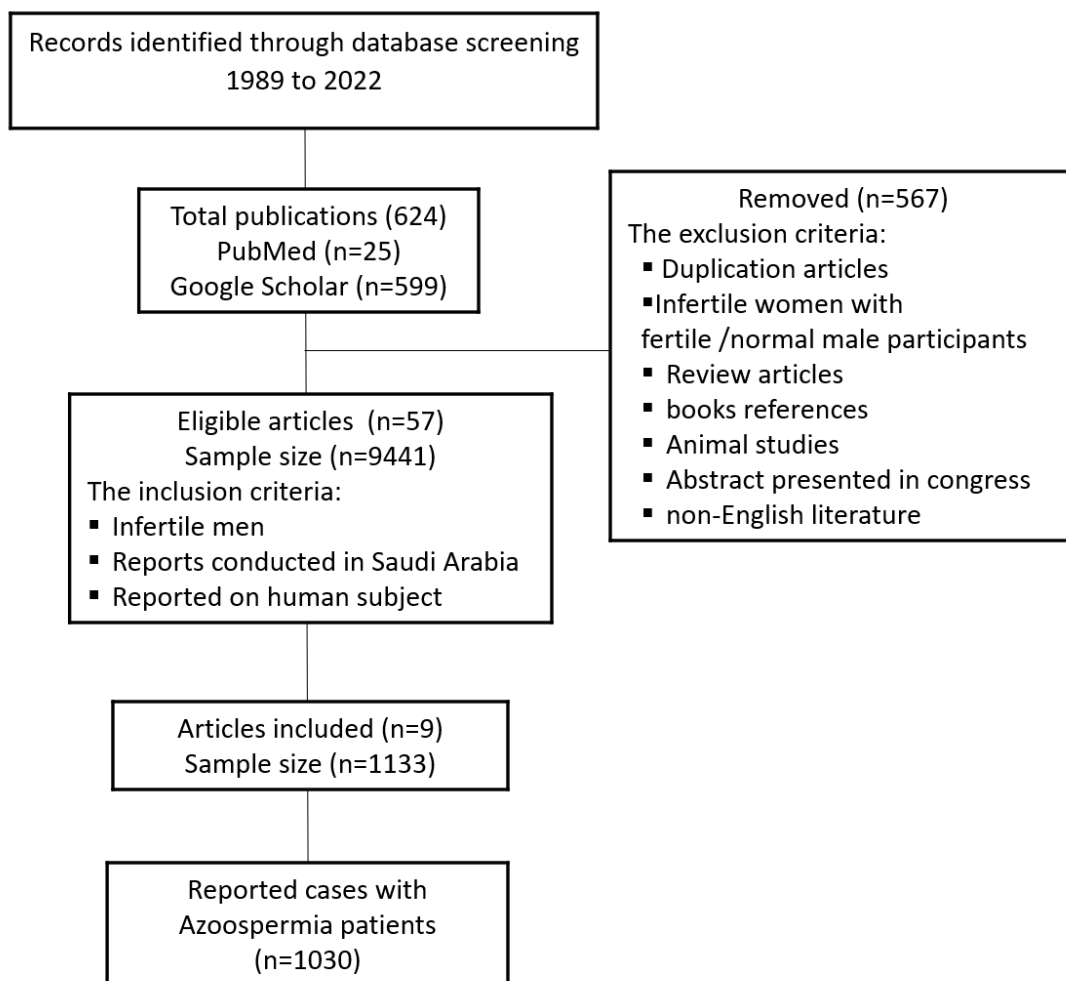 Records identified through database screening
1989 to 2022
Total publications (624)
PubMed (n=25)
Google Scholar (n=599)
Removed (n=567)
The exclusion criteria:
▪ Duplication articles
▪Infertile women with
fertile /normal male participants
▪ Review articles
▪ books references
▪ Animal studies
▪ Abstract presented in congress
▪ non-English literature
Eligible articles (n=57)
Sample size (n=9441)
The inclusion criteria:
▪ Infertile men
▪ Reports conducted in Saudi Arabia
▪ Reported on human subject
Articles included (n=9)
Sample size (n=1133)
Reported cases with
Azoospermia patients
(n=1030)